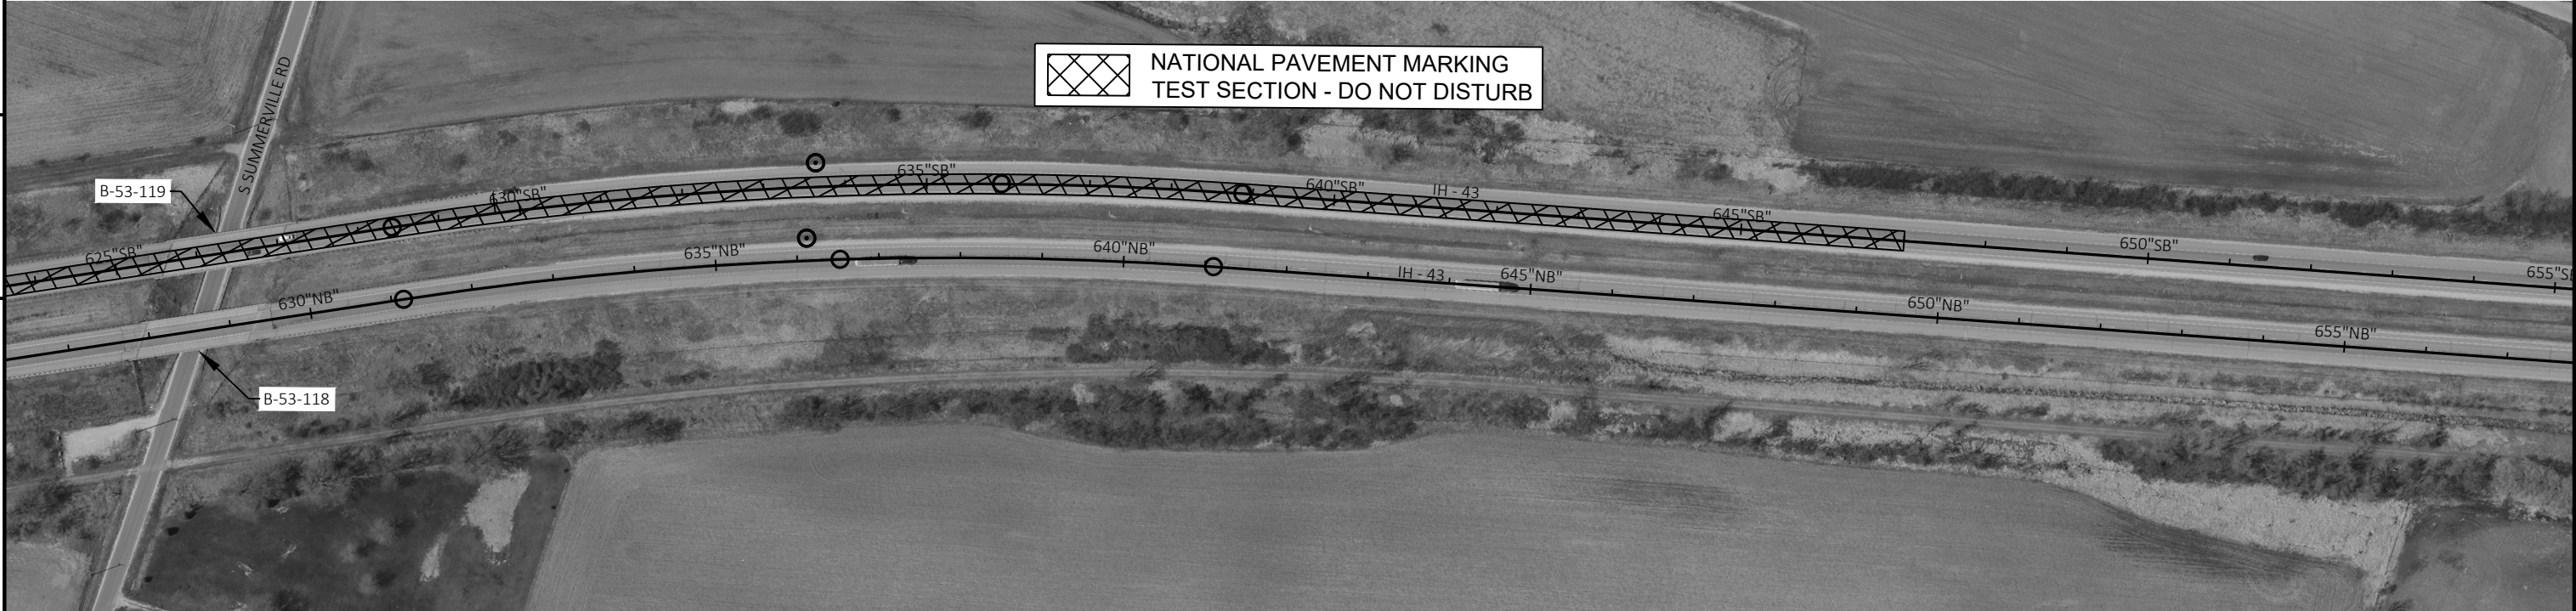 NATIONAL PAVEMENT MARKING
TEST SECTION - DO NOT DISTURB
S SUMMERVILLE RD
B-53-119
625"SB"
630"SB"
635"SB"
640"SB"
IH - 43
645"SB"
650"SB"
655"SB
630"NB"
635"NB"
640"NB"
IH - 43
645"NB"
650"NB"
655"NB"
B-53-118